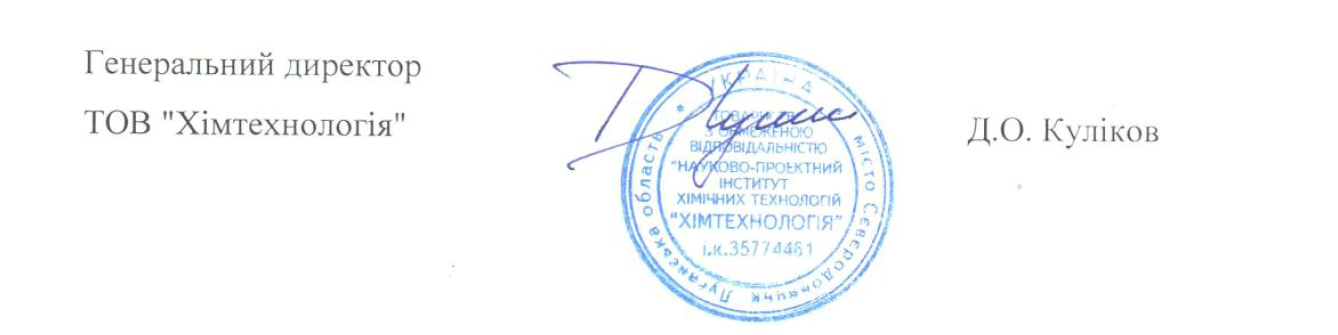 Генеральний директор
ТОВ "Хімтехнологія"
Д.О. Куліков
* УКРАЇНА * місто Сєвєродонецьк Луганська область
ТОВАРИСТВО
З ОБМЕЖЕНОЮ
ВІДПОВІДАЛЬНІСТЮ
"НАУКОВО-ПРОЕКТНИЙ
ІНСТИТУТ
ХІМІЧНИХ ТЕХНОЛОГІЙ
"ХІМТЕХНОЛОГІЯ"
і.к.35774461